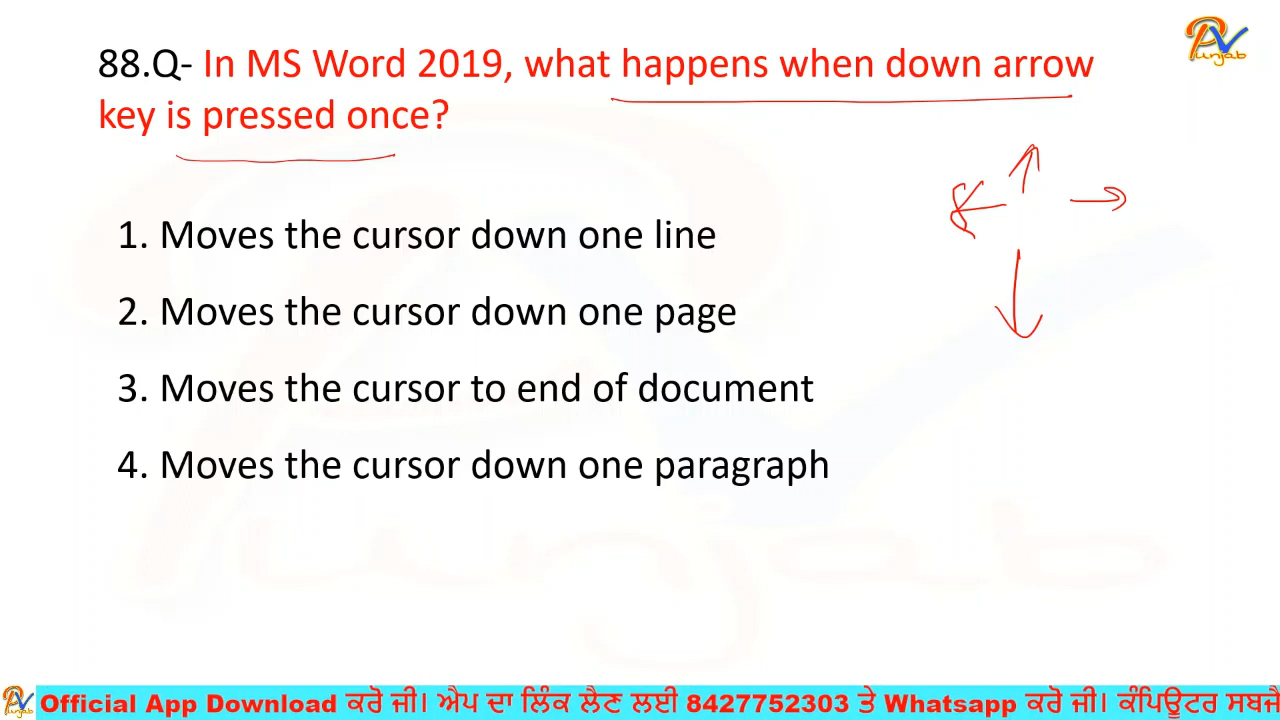 88.Q- In MS Word 2019, what happens when down arrow
key is pressed once?
1. Moves the cursor down one line
2. Moves the cursor down one page
3. Moves the cursor to end of document
4. Moves the cursor down one paragraph
Punjab
Official App Download ਕਰੋ ਜੀ। ਐਪ ਦਾ ਲਿੰਕ ਲੈਣ ਲਈ 8427752303 ਤੇ Whatsapp ਕਰੋ ਜੀ। ਕੰਪਿਊਟਰ ਸਬਜੈ